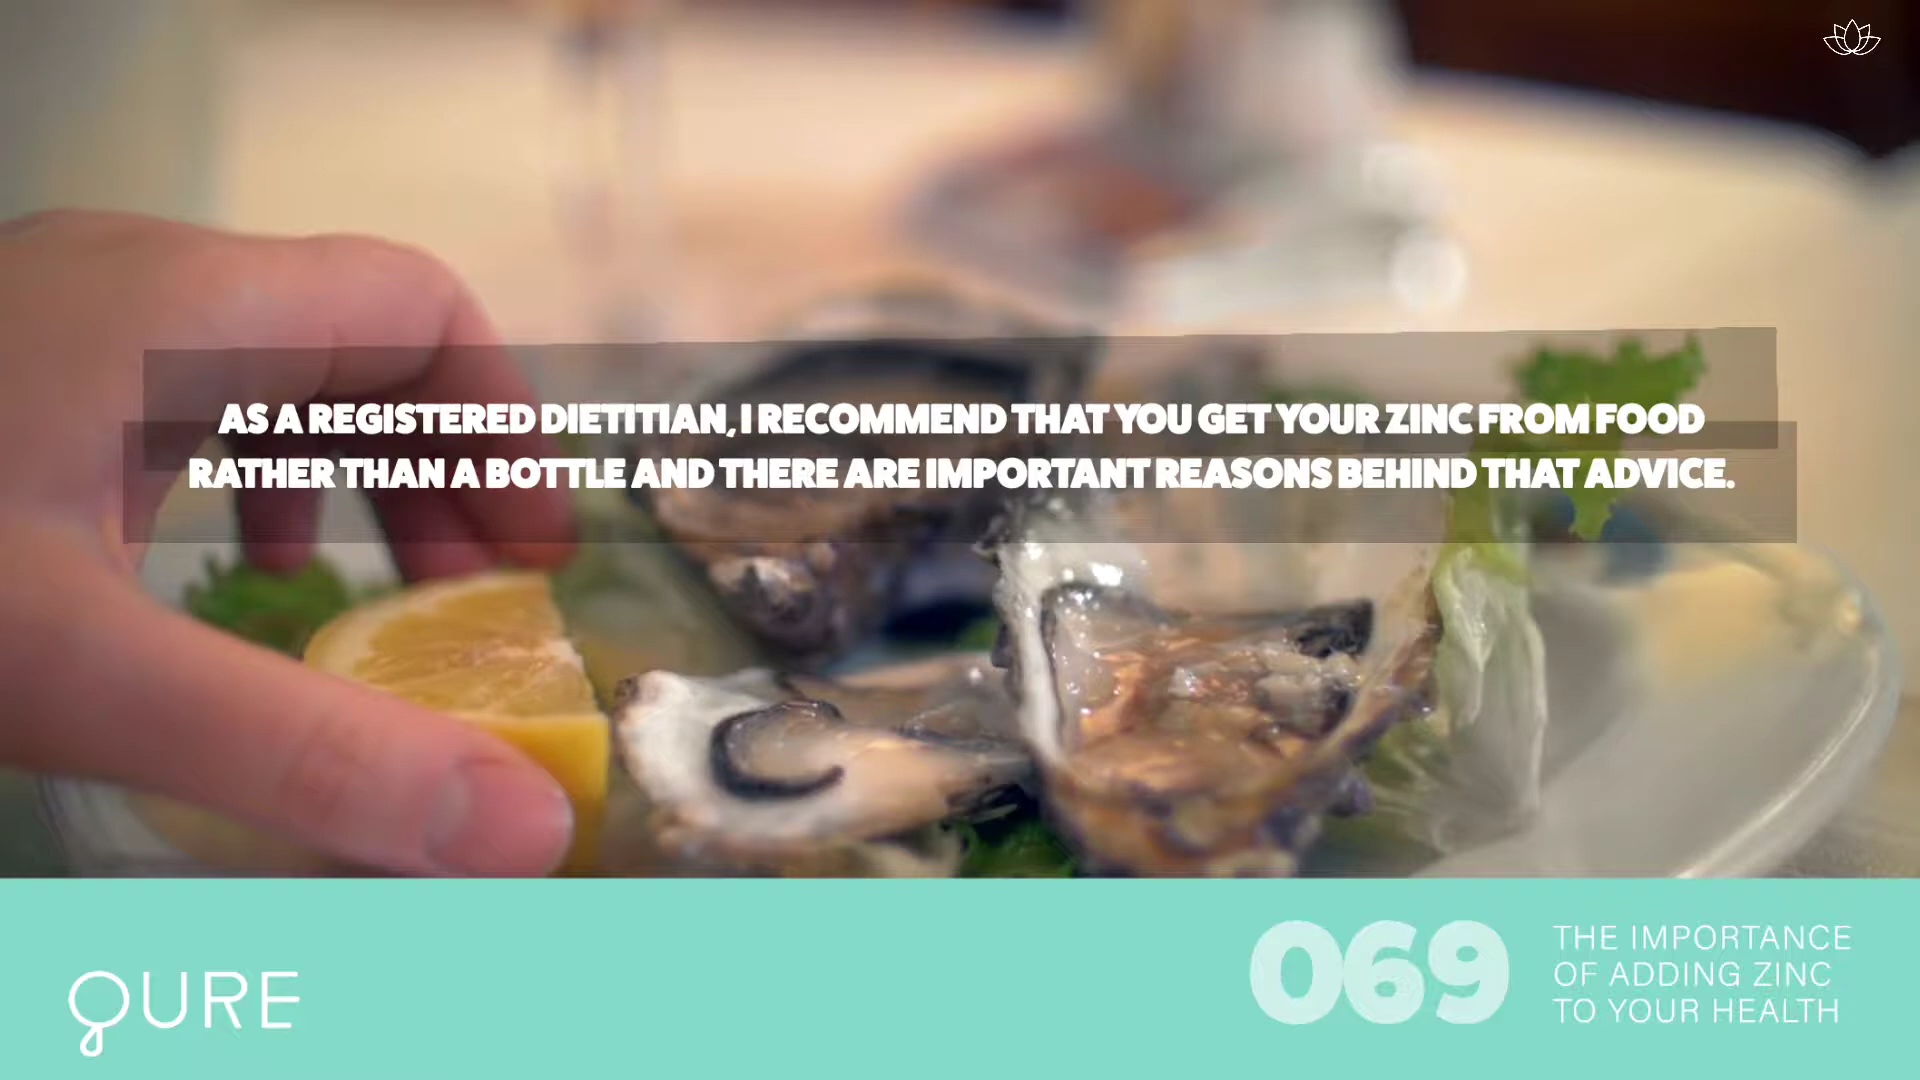 AS A REGISTERED DIETITIAN, I RECOMMEND THAT YOU GET YOUR ZINC FROM FOOD
RATHER THAN A BOTTLE AND THERE ARE IMPORTANT REASONS BEHIND THAT ADVICE.
QURE
069
THE IMPORTANCE
OF ADDING ZINC
TO YOUR HEALTH